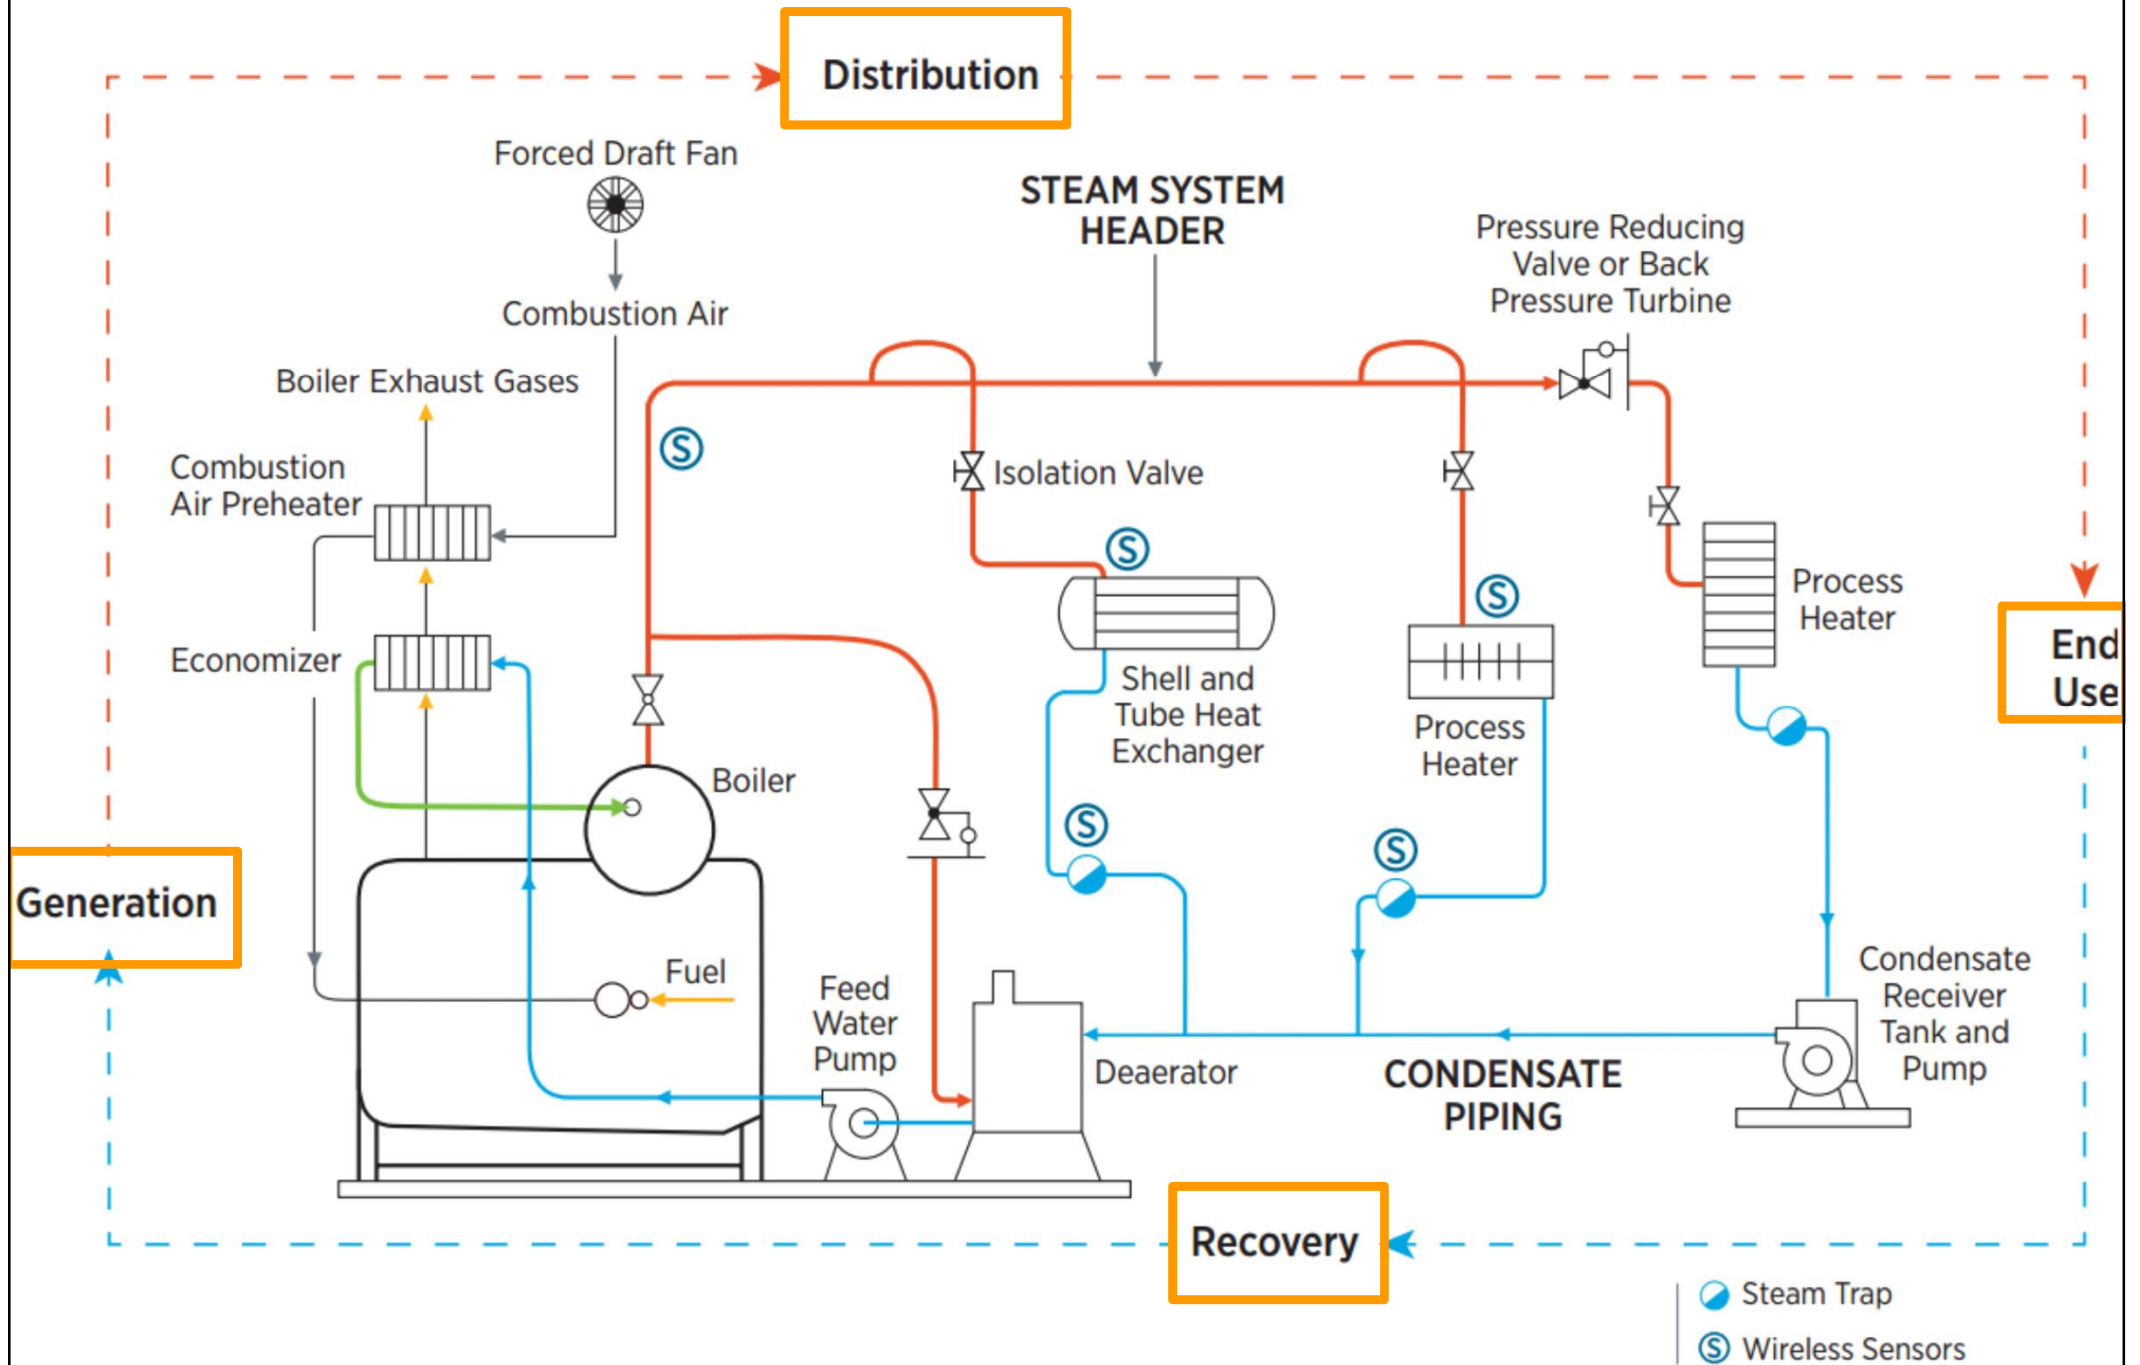 Distribution
Forced Draft Fan
STEAM SYSTEM
HEADER
Pressure Reducing
Valve or Back
Pressure Turbine
Combustion Air
Boiler Exhaust Gases
S
Combustion
Air Preheater
Isolation Valve
S
S
Process
Heater
End
Use
Economizer
Shell and
Tube Heat
Exchanger
Process
Heater
Boiler
S
S
Generation
Fuel
Feed
Water
Pump
Condensate
Receiver
Tank and
Pump
Deaerator
CONDENSATE
PIPING
Recovery
Steam Trap
S Wireless Sensors